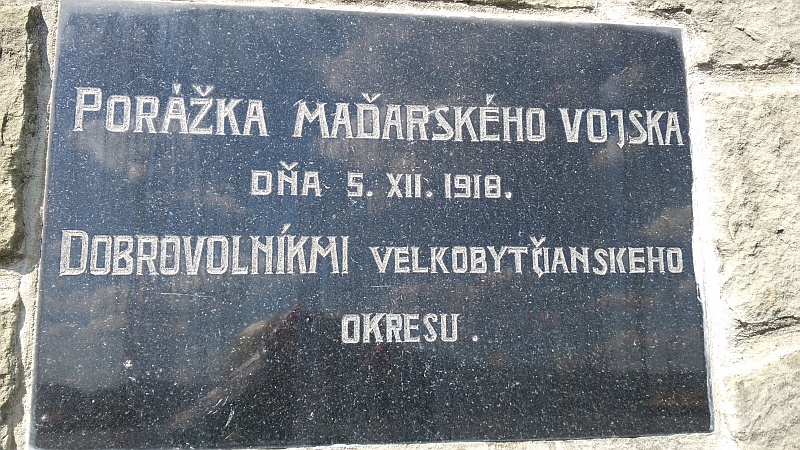 PORÁŽKA MAĎARSKÉHO VOJSKA
DŇA 5. XII. 1918.
DOBROVOLNÍKMI VELKOBYTČIANSKEHO
OKRESU.